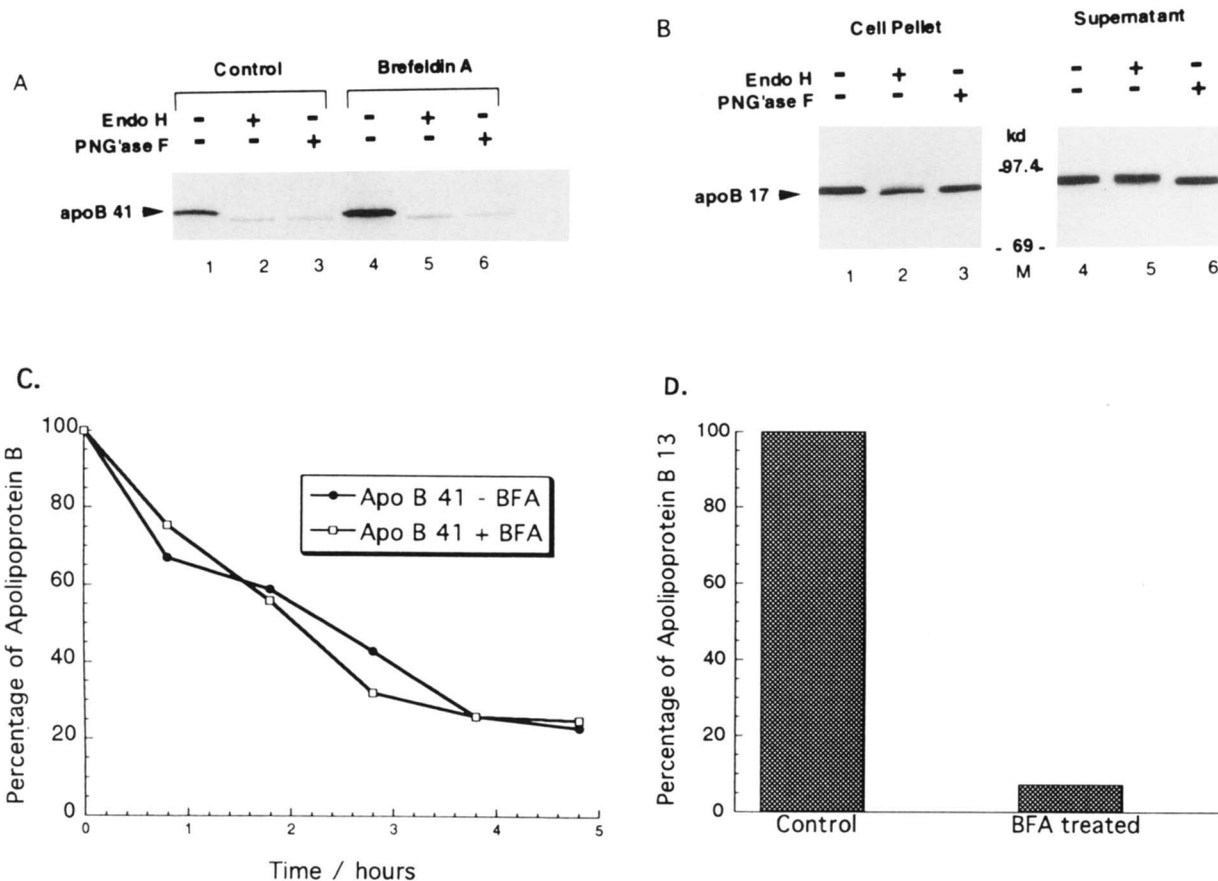 A
Control Brefeldin A
Endo H - + - - + -
PNG'ase F - - + - - +
apoB 41
1 2 3 4 5 6
B
Cell Pellet Supernatant
Endo H - + - - + -
PNG'ase F - - + - - +
kd
-97.4-
apoB 17
- 69 -
1 2 3 M 4 5 6
C.
Percentage of Apolipoprotein B
100
80
60
40
20
0
0 1 2 3 4 5
Time / hours
Apo B 41 - BFA
Apo B 41 + BFA
D.
Percentage of Apolipoprotein B 13
100
80
60
40
20
0
Control BFA treated